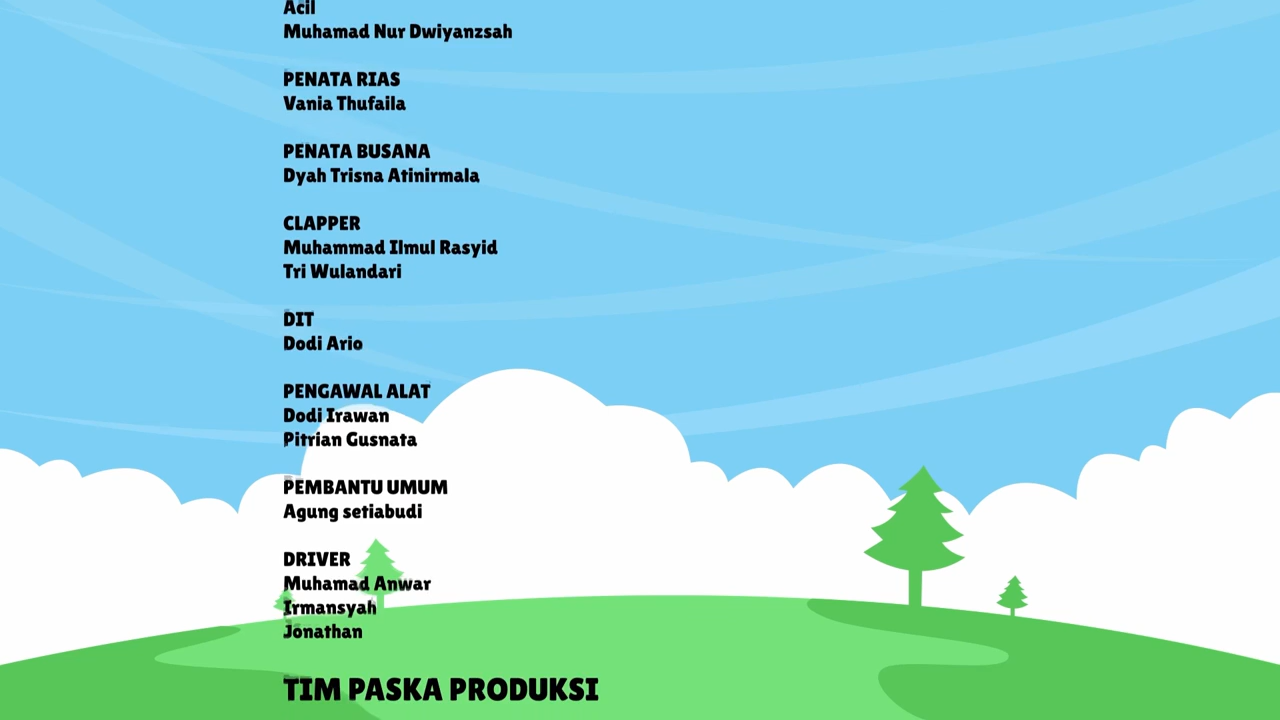 Acil
Muhamad Nur Dwiyanzsah
PENATA RIAS
Vania Thufaila
PENATA BUSANA
Dyah Trisna Atinirmala
CLAPPER
Muhammad Ilmul Rasyid
Tri Wulandari
DIT
Dodi Ario
PENGAWAL ALAT
Dodi Irawan
Pitrian Gusnata
PEMBANTU UMUM
Agung setiabudi
DRIVER
Muhamad Anwar
Irmansyah
Jonathan
TIM PASKA PRODUKSI